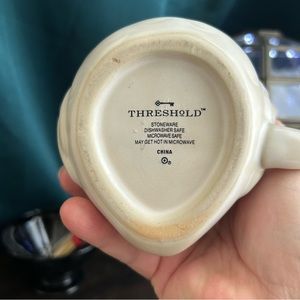 THRESHOLD™
STONEWARE
DISHWASHER SAFE
MICROWAVE SAFE
MAY GET HOT IN MICROWAVE
CHINA
®